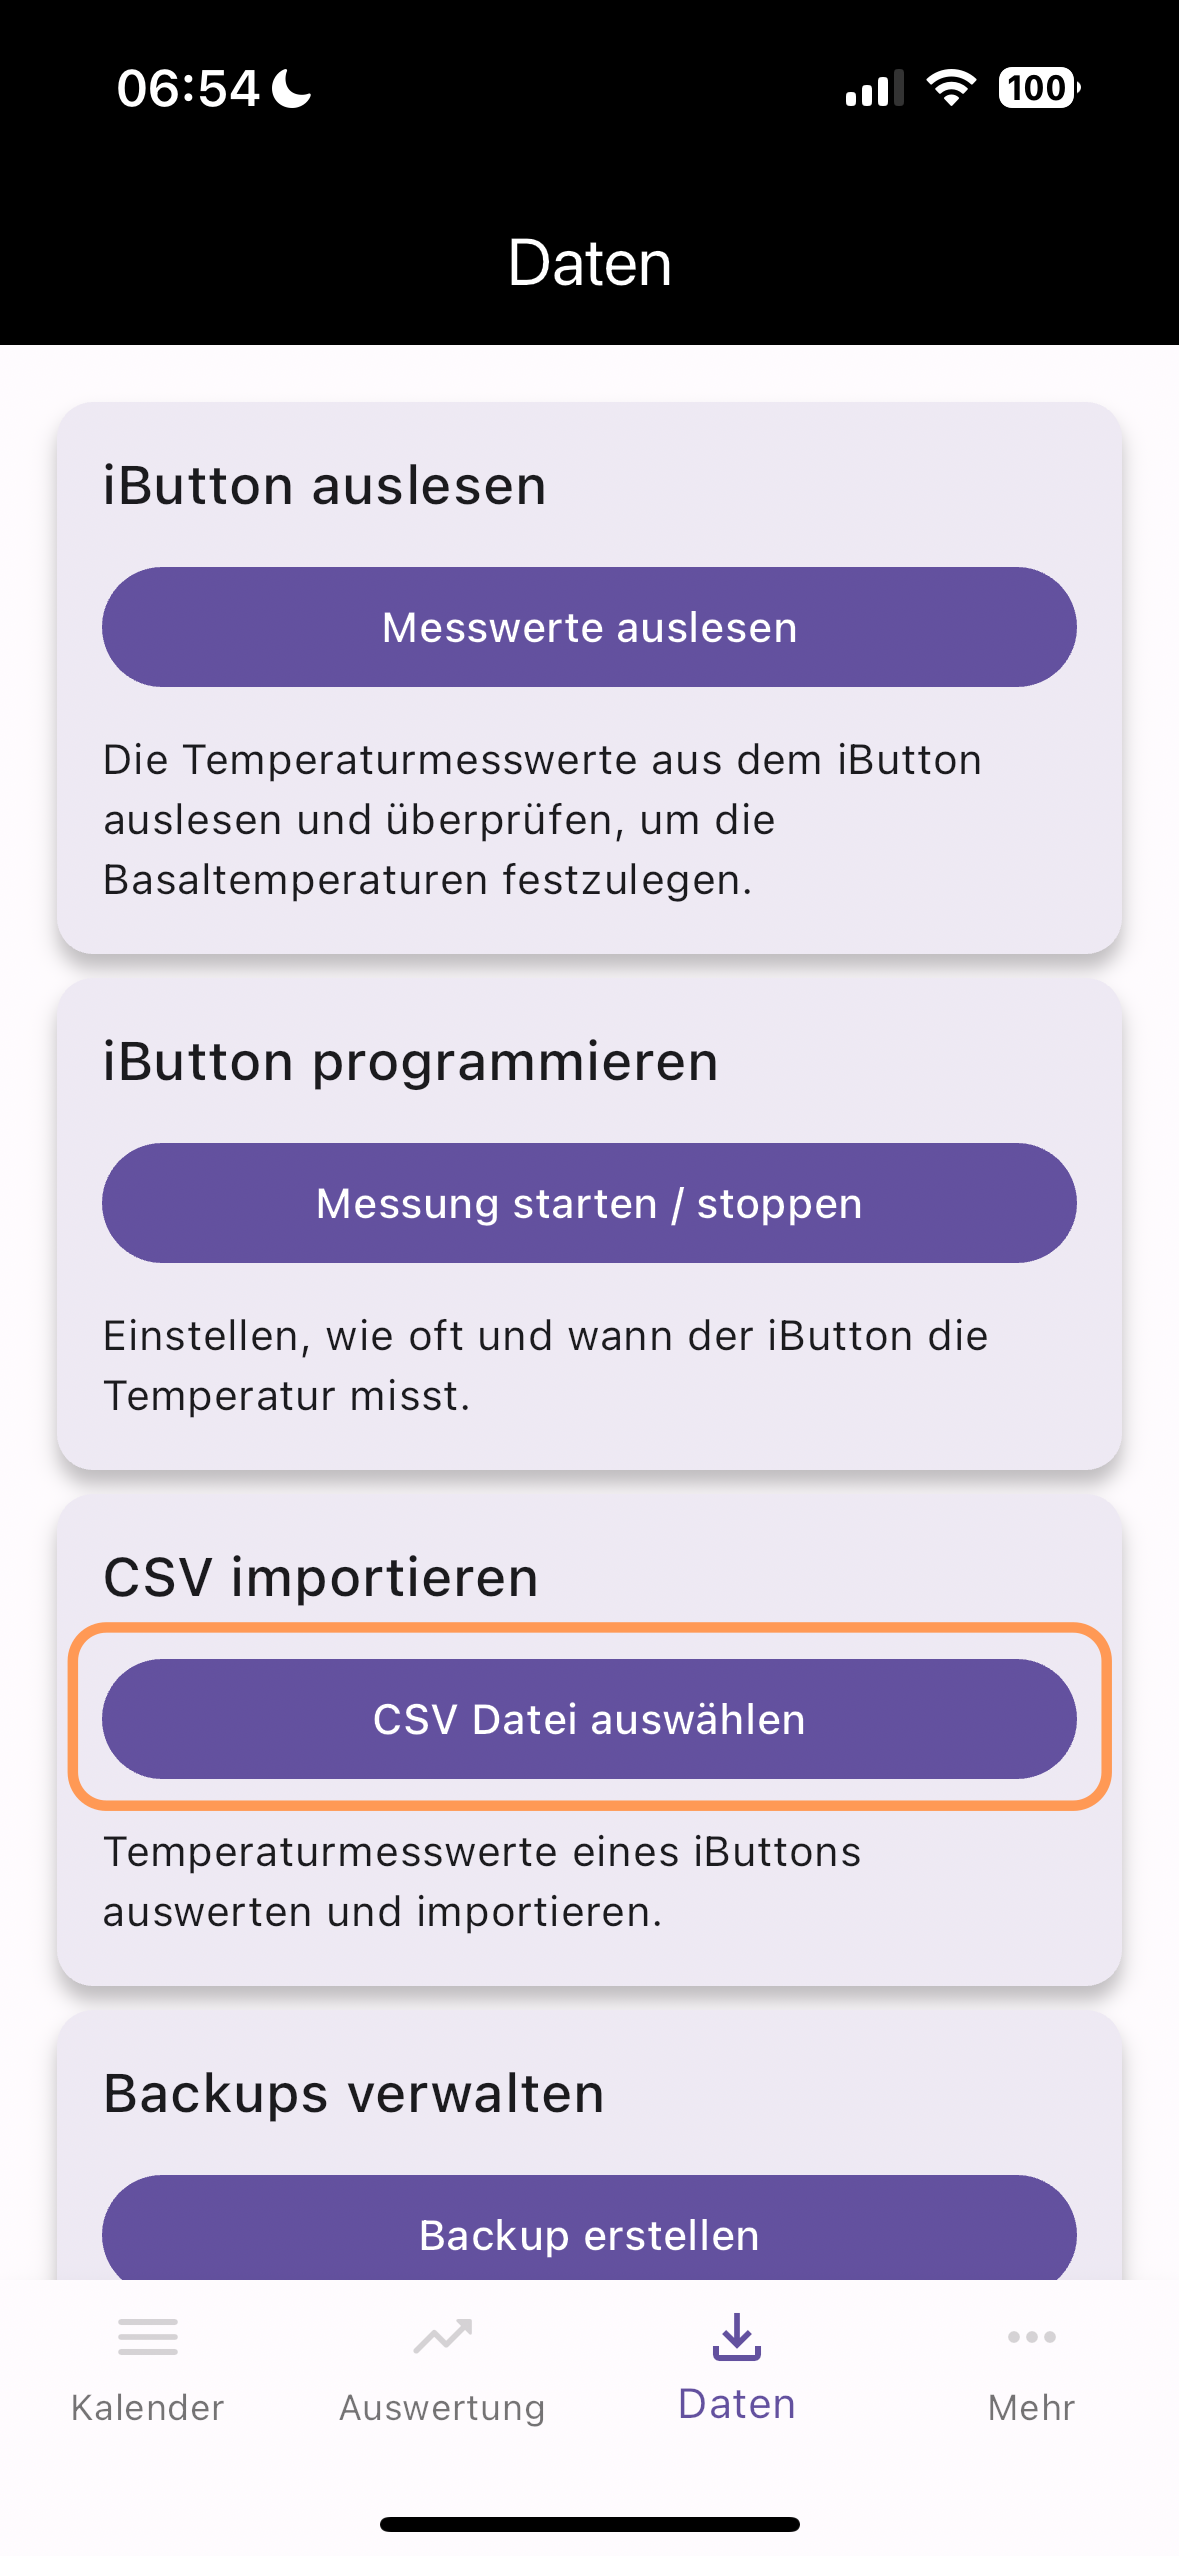 06:54
100
Daten
iButton auslesen
Messwerte auslesen
Die Temperaturmesswerte aus dem iButton
auslesen und überprüfen, um die
Basaltemperaturen festzulegen.
iButton programmieren
Messung starten / stoppen
Einstellen, wie oft und wann der iButton die
Temperatur misst.
CSV importieren
CSV Datei auswählen
Temperaturmesswerte eines iButtons
auswerten und importieren.
Backups verwalten
Backup erstellen
Kalender
Auswertung
Daten
Mehr